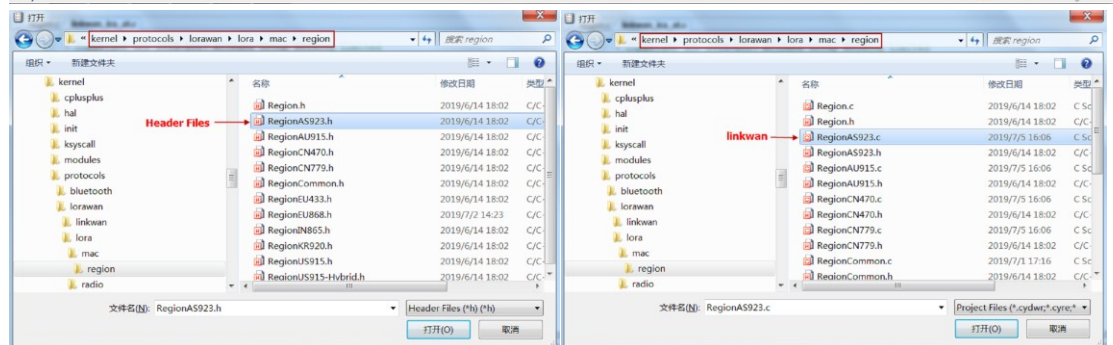 打开
« kernel ▸ protocols ▸ lorawan ▸ lora ▸ mac ▸ region
搜索 region
组织 新建文件夹
kernel
cplusplus
hal
init
ksyscall
modules
protocols
bluetooth
lorawan
linkwan
lora
mac
region
radio
Header Files
名称 修改日期 类型
Region.h 2019/6/14 18:02 C/C-
RegionAS923.h 2019/6/14 18:02 C/C-
RegionAU915.h 2019/6/14 18:02 C/C-
RegionCN470.h 2019/6/14 18:02 C/C-
RegionCN779.h 2019/6/14 18:02 C/C-
RegionCommon.h 2019/6/14 18:02 C/C-
RegionEU433.h 2019/6/14 18:02 C/C-
RegionEU868.h 2019/7/2 14:23 C/C-
RegionIN865.h 2019/6/14 18:02 C/C-
RegionKR920.h 2019/6/14 18:02 C/C-
RegionUS915.h 2019/6/14 18:02 C/C-
RegionUS915-Hybrid.h 2019/6/14 18:02 C/C-
文件名(N): RegionAS923.h
Header Files (*h) (*h)
打开(O) 取消
打开
« kernel ▸ protocols ▸ lorawan ▸ lora ▸ mac ▸ region
搜索 region
组织 新建文件夹
kernel
cplusplus
hal
init
ksyscall
modules
protocols
bluetooth
lorawan
linkwan
lora
mac
region
radio
linkwan
名称 修改日期 类型
Region.c 2019/6/14 18:02 C Sc
Region.h 2019/6/14 18:02 C/C-
RegionAS923.c 2019/7/5 16:06 C Sc
RegionAS923.h 2019/6/14 18:02 C/C-
RegionAU915.c 2019/7/5 16:06 C Sc
RegionAU915.h 2019/6/14 18:02 C/C-
RegionCN470.c 2019/7/5 16:06 C Sc
RegionCN470.h 2019/6/14 18:02 C/C-
RegionCN779.c 2019/7/5 16:06 C Sc
RegionCN779.h 2019/6/14 18:02 C/C-
RegionCommon.c 2019/7/1 17:16 C Sc
RegionCommon.h 2019/6/14 18:02 C/C-
文件名(N): RegionAS923.c
Project Files (*.cydwr;*.cyre;*
打开(O) 取消